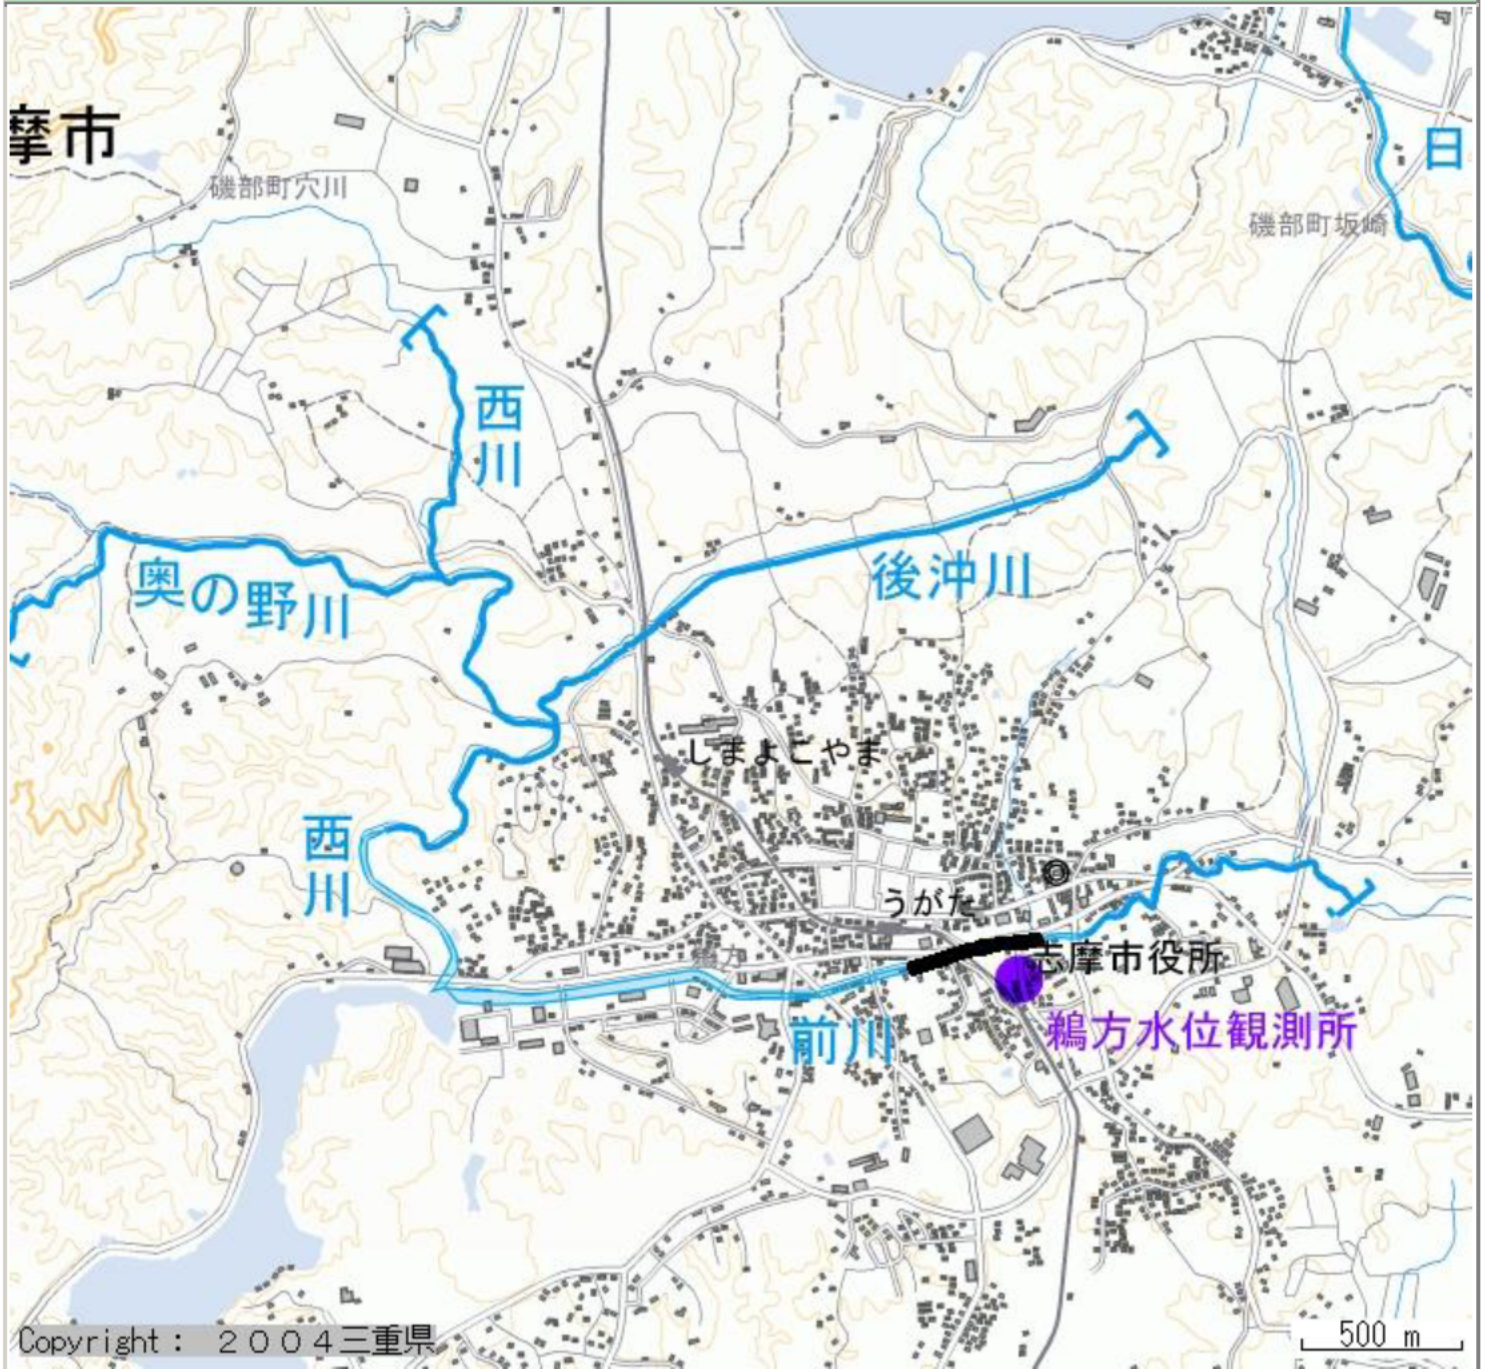 摩市
日
磯部町穴川
磯部町坂崎
西川
奥の野川
後沖川
しまよこやま
西川
うがた
志摩市役所
前川
鵜方水位観測所
Copyright： ２００４三重県
500 m